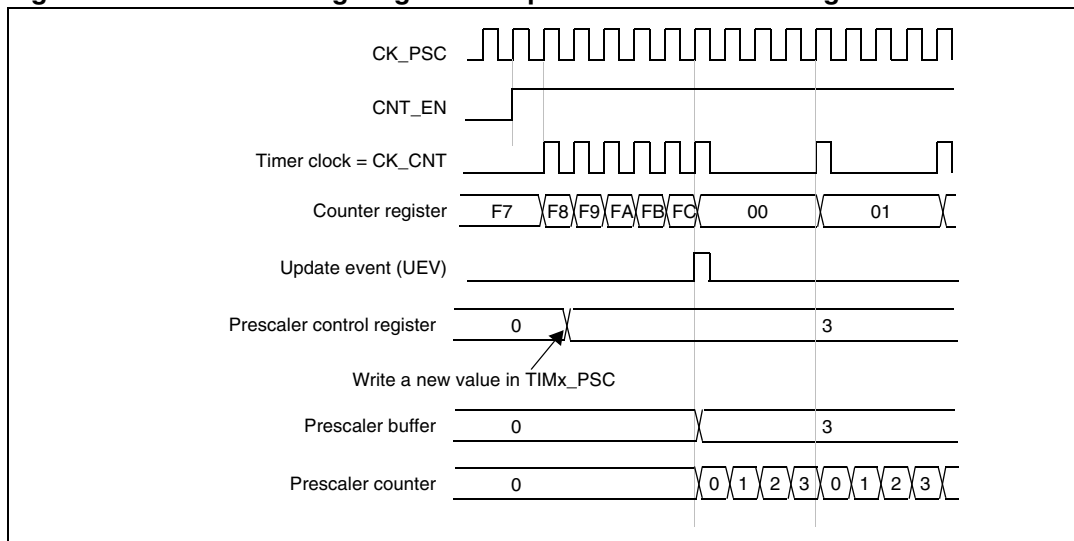 CK_PSC
CNT_EN
Timer clock = CK_CNT
Counter register F7 F8 F9 FA FB FC 00 01
Update event (UEV)
Prescaler control register 0 3
Write a new value in TIMx_PSC
Prescaler buffer 0 3
Prescaler counter 0 0 1 2 3 0 1 2 3